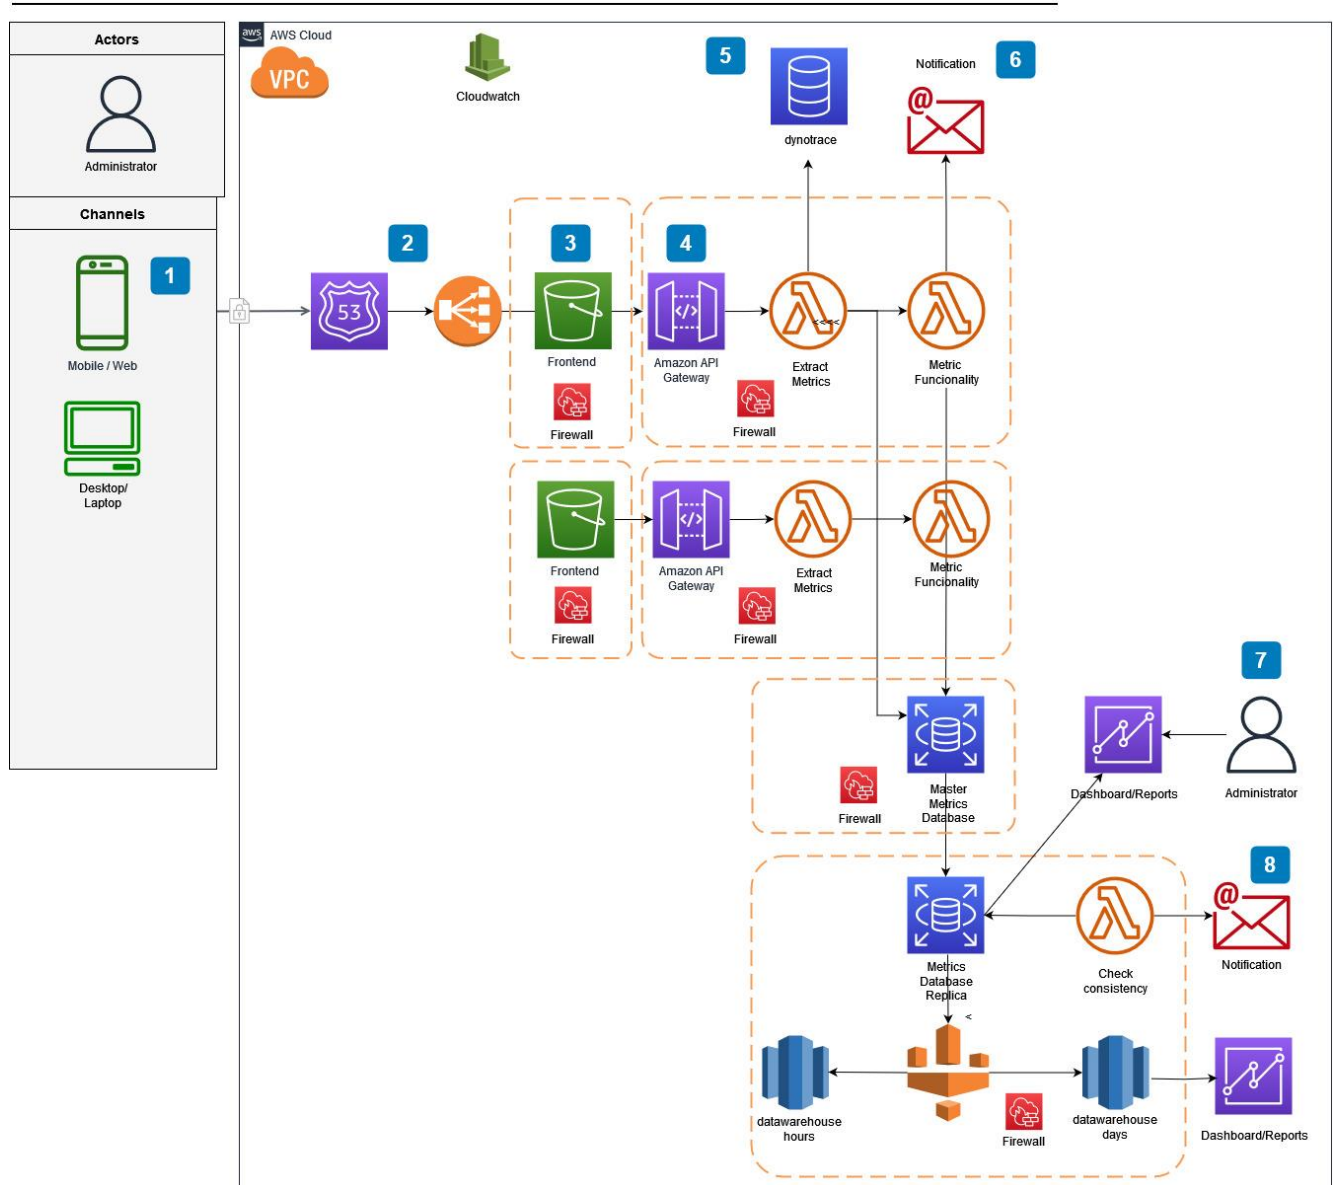 Actors
Administrator
Channels
1
Mobile / Web
Desktop/
Laptop
aws
AWS Cloud
VPC
Cloudwatch
5
dynotrace
Notification
6
@
2
53
3
Frontend
Firewall
4
</>
Amazon API
Gateway
Firewall
<<<<
Extract
Metrics
Metric
Funcionality
Frontend
Firewall
</>
Amazon API
Gateway
Firewall
Extract
Metrics
Metric
Funcionality
Firewall
Master
Metrics
Database
Dashboard/Reports
7
Administrator
Metrics
Database
Replica
<
Check
consistency
8
@
Notification
datawarehouse
hours
Firewall
datawarehouse
days
Dashboard/Reports